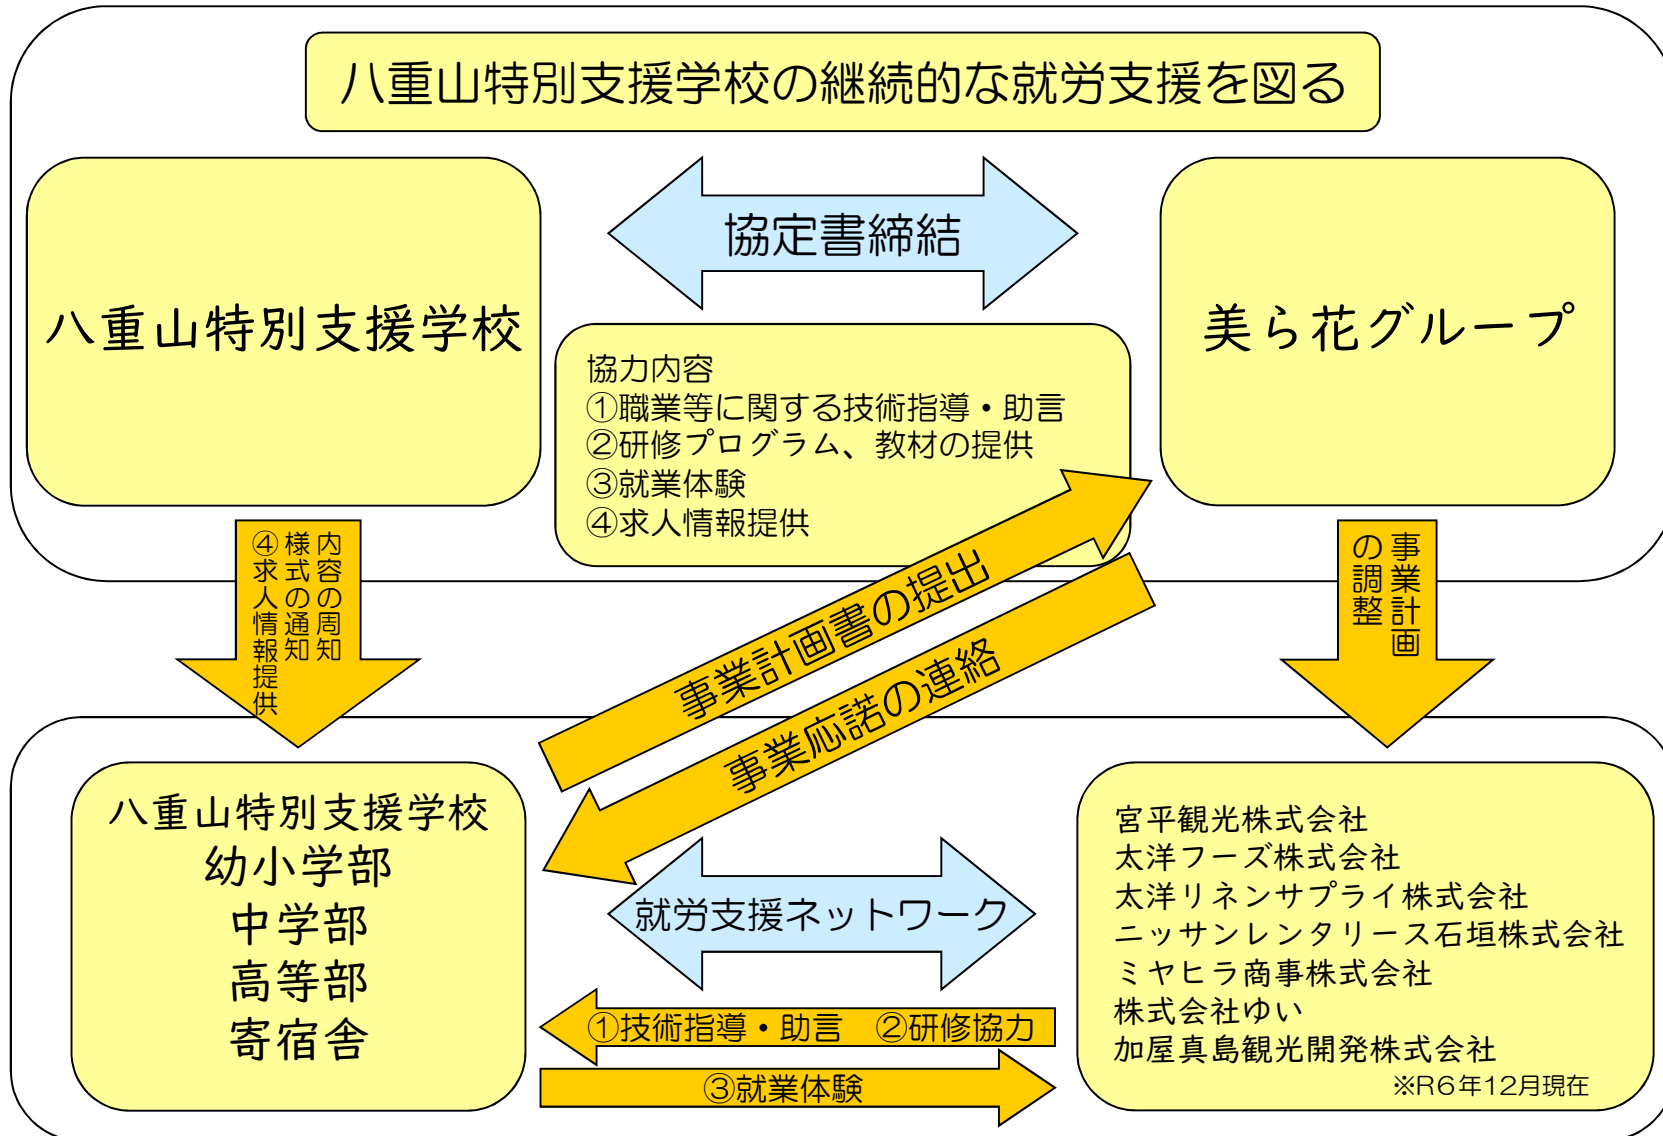 八重山特別支援学校の継続的な就労支援を図る
八重山特別支援学校
協定書締結
美ら花グループ
協力内容
①職業等に関する技術指導・助言
②研修プログラム、教材の提供
③就業体験
④求人情報提供
内容の周知
様式の通知
④求人情報提供
事業計画書の提出
事業応諾の連絡
事業計画
の調整
八重山特別支援学校
幼小学部
中学部
高等部
寄宿舎
就労支援ネットワーク
①技術指導・助言　②研修協力
③就業体験
宮平観光株式会社
太洋フーズ株式会社
太洋リネンサプライ株式会社
ニッサンレンタリース石垣株式会社
ミヤヒラ商事株式会社
株式会社ゆい
加屋真島観光開発株式会社
※R６年12月現在